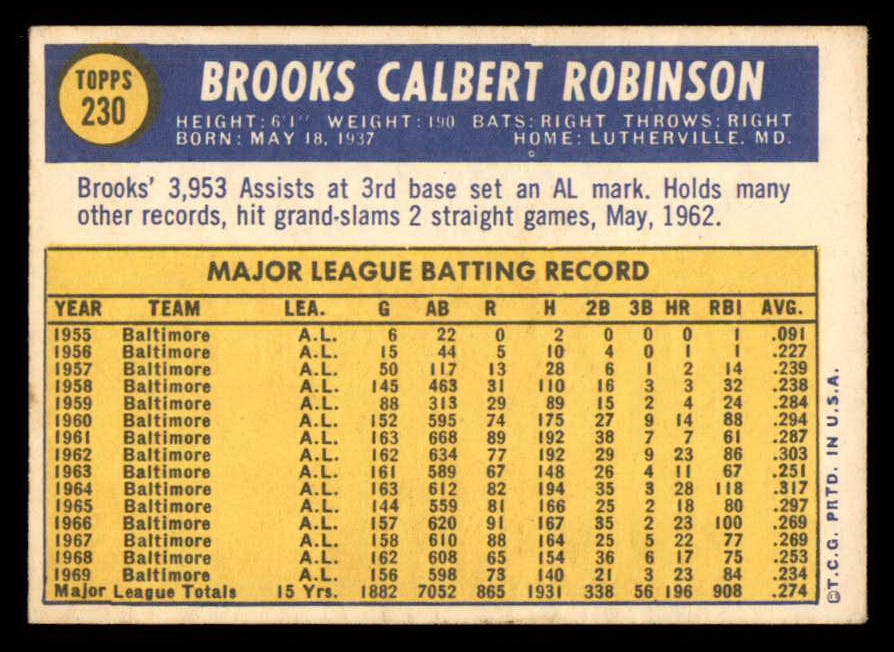 TOPPS
230
BROOKS CALBERT ROBINSON
HEIGHT: 6'1" WEIGHT: 190 BATS: RIGHT THROWS: RIGHT
BORN: MAY 18, 1937 HOME: LUTHERVILLE, MD.
Brooks' 3,953 Assists at 3rd base set an AL mark. Holds many
other records, hit grand-slams 2 straight games, May, 1962.
MAJOR LEAGUE BATTING RECORD
YEAR TEAM LEA. G AB R H 2B 3B HR RBI AVG.
1955 Baltimore A.L. 6 22 0 2 0 0 0 1 .091
1956 Baltimore A.L. 15 44 5 10 4 0 1 1 .227
1957 Baltimore A.L. 50 117 13 28 6 1 2 14 .239
1958 Baltimore A.L. 145 463 31 110 16 3 3 32 .238
1959 Baltimore A.L. 88 313 29 89 15 2 4 24 .284
1960 Baltimore A.L. 152 595 74 175 27 9 14 88 .294
1961 Baltimore A.L. 163 668 89 192 38 7 7 61 .287
1962 Baltimore A.L. 162 634 77 192 29 9 23 86 .303
1963 Baltimore A.L. 161 589 67 148 26 4 11 67 .251
1964 Baltimore A.L. 163 612 82 194 35 3 28 118 .317
1965 Baltimore A.L. 144 559 81 166 25 2 18 80 .297
1966 Baltimore A.L. 157 620 91 167 35 2 23 100 .269
1967 Baltimore A.L. 158 610 88 164 25 5 22 77 .269
1968 Baltimore A.L. 162 608 65 154 36 6 17 75 .253
1969 Baltimore A.L. 156 598 73 140 21 3 23 84 .234
Major League Totals 15 Yrs. 1882 7052 865 1931 338 56 196 908 .274
©T.C.G. PRTD. IN U.S.A.